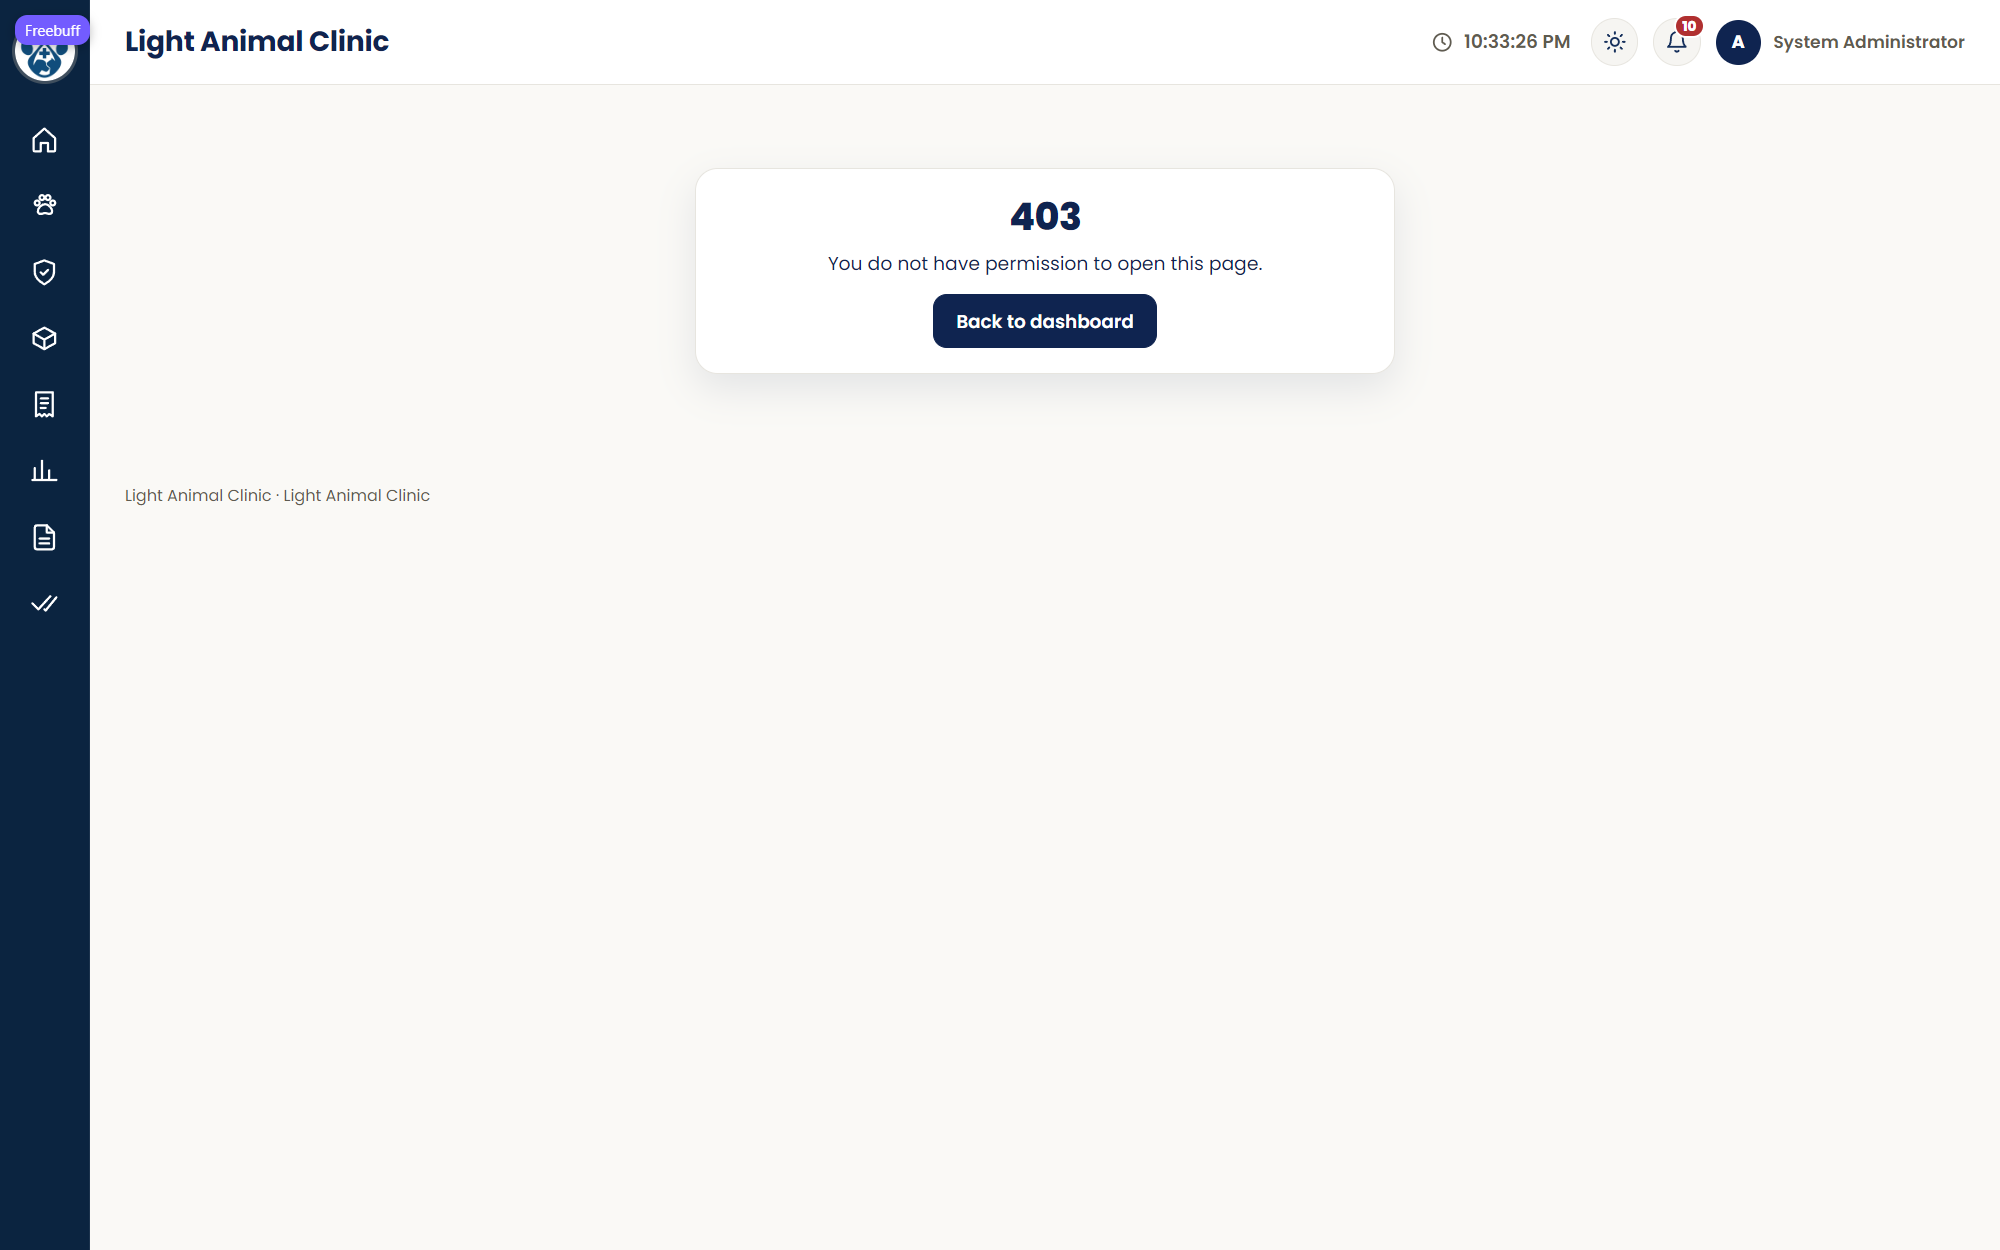 Freebuff
Light Animal Clinic
10:33:26 PM
10
A
System Administrator
403
You do not have permission to open this page.
Back to dashboard
Light Animal Clinic · Light Animal Clinic